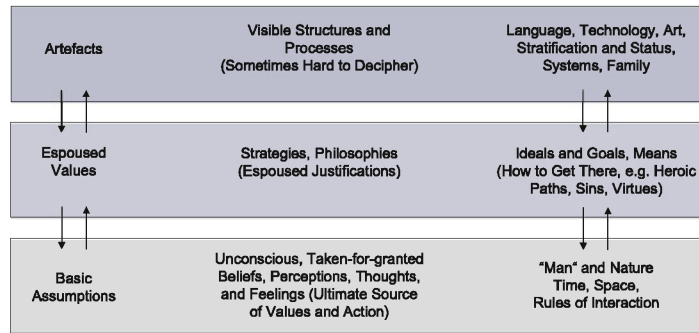 Artefacts
Visible Structures and
Processes
(Sometimes Hard to Decipher)
Language, Technology, Art,
Stratification and Status,
Systems, Family
Espoused
Values
Strategies, Philosophies
(Espoused Justifications)
Ideals and Goals, Means
(How to Get There, e.g. Heroic
Paths, Sins, Virtues)
Basic
Assumptions
Unconscious, Taken-for-granted
Beliefs, Perceptions, Thoughts,
and Feelings (Ultimate Source
of Values and Action)
“Man“ and Nature
Time, Space,
Rules of Interaction